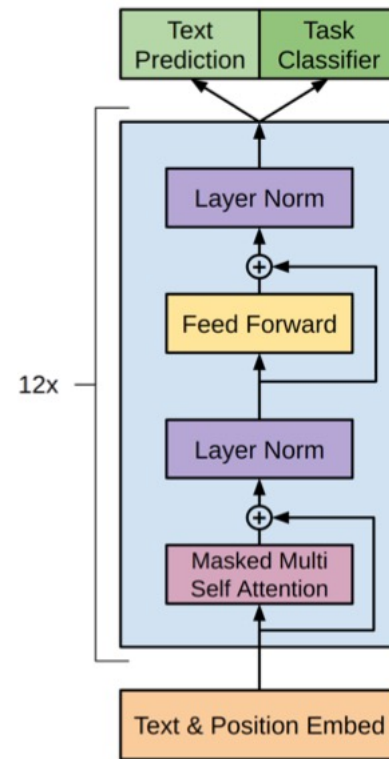 Text
Prediction
Task
Classifier
Layer Norm
+
Feed Forward
12x
Layer Norm
+
Masked Multi
Self Attention
Text & Position Embed